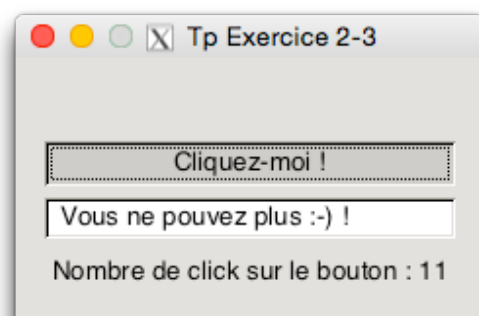 Tp Exercice 2-3
Cliquez-moi !
Vous ne pouvez plus :-) !
Nombre de click sur le bouton : 11